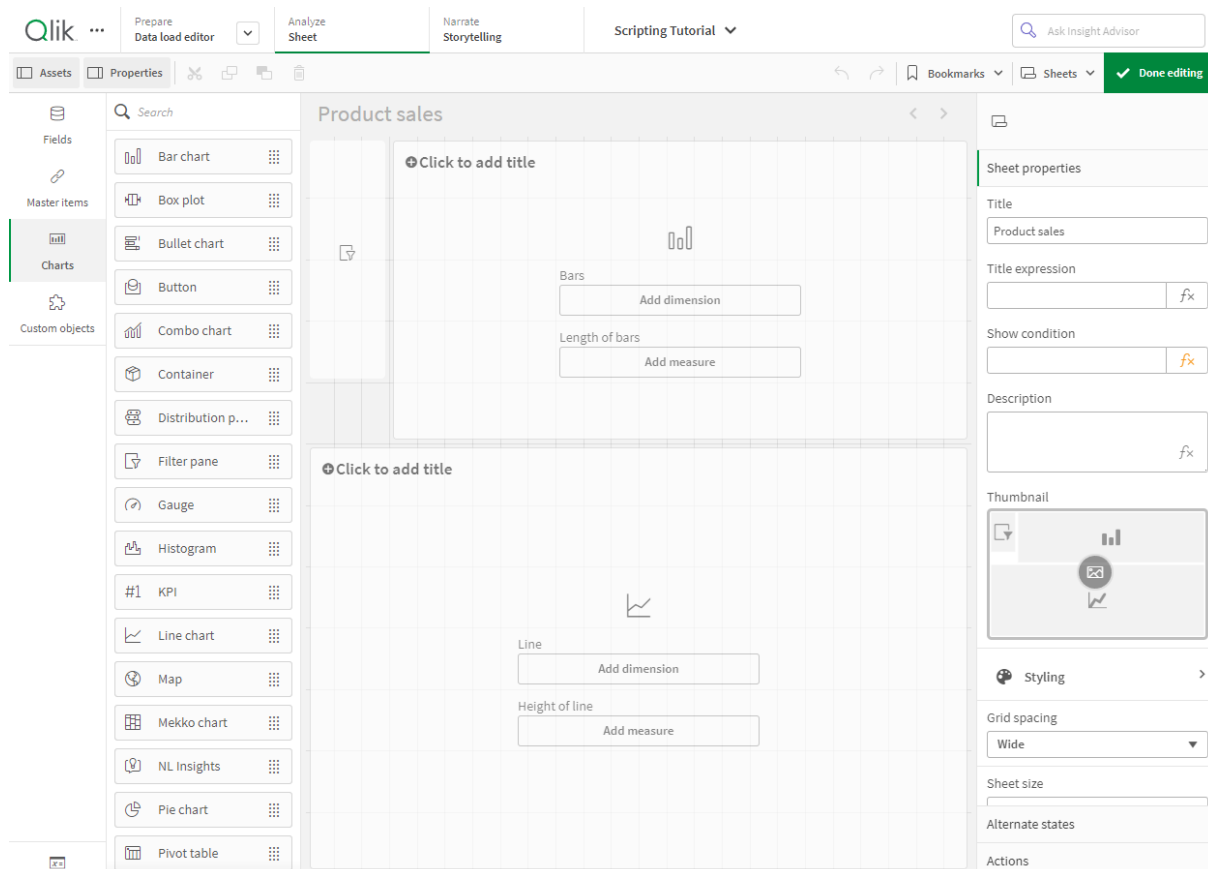 Qlik
Prepare
Data load editor
Analyze
Sheet
Narrate
Storytelling
Scripting Tutorial
Ask Insight Advisor
Assets
Properties
Bookmarks
Sheets
Done editing
Fields
Master items
Charts
Custom objects
Search
Bar chart
Box plot
Bullet chart
Button
Combo chart
Container
Distribution p...
Filter pane
Gauge
Histogram
#1 KPI
Line chart
Map
Mekko chart
NL Insights
Pie chart
Pivot table
Product sales
Click to add title
Bars
Add dimension
Length of bars
Add measure
Click to add title
Line
Add dimension
Height of line
Add measure
Sheet properties
Title
Product sales
Title expression
fx
Show condition
fx
Description
fx
Thumbnail
Styling
Grid spacing
Wide
Sheet size
Alternate states
Actions